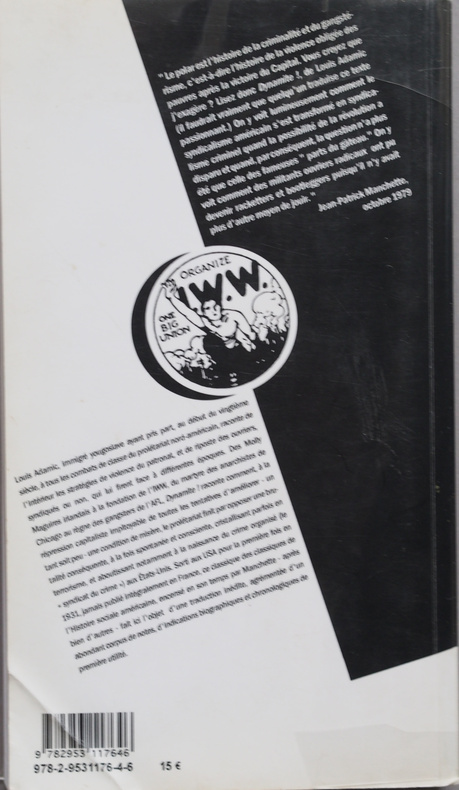 " Le polar est l'histoire de la criminalité et du gangsté-
risme, c'est-à-dire l'histoire de la violence obligée des
pauvres après la victoire du Capital. Vous croyez que
j'exagère ? Lisez donc Dynamite !, de Louis Adamic
(il faudrait vraiment que quelqu'un traduise ce texte
passionnant.) On y voit lumineusement comment le
syndicalisme américain s'est transformé en syndica-
lisme criminel quand la possibilité de la révolution a
disparu et quand, par conséquent, la question n'a plus
été que celle des fameuses " parts du gâteau." On y
voit comment des militants ouvriers radicaux ont pu
devenir racketters et bootleggers puisqu'il n'y avait
plus d'autre moyen de jouir. "
Jean-Patrick Manchette,
octobre 1979
ORGANIZE
I.W.W.
ONE
BIG
UNION
Louis Adamic, immigré yougoslave ayant pris part, au début du vingtième
siècle, à tous les combats de classe du prolétariat nord-américain, raconte de
l'intérieur les stratégies de violence du patronat, et de riposte des ouvriers,
syndiqués ou non, qui lui firent face à différentes époques. Des Molly
Maguires irlandais à la fondation de l'IWW, du martyre des anarchistes de
Chicago au règne des gangsters de l'AFL, Dynamite ! raconte comment, à la
répression capitaliste impitoyable de toutes les tentatives d'améliorer - un
tant soit peu - une condition de misère, le prolétariat finit par opposer une bru-
talité conséquente, à la fois spontanée et consciente, cristallisant parfois en
terrorisme, et aboutissant notamment à la naissance du crime organisé (le
« syndicat du crime ») aux États-Unis. Sorti aux USA pour la première fois en
1931, jamais publié intégralement en France, ce classique des classiques de
l'Histoire sociale américaine, encensé en son temps par Manchette - après
bien d'autres - fait ici l'objet d'une traduction inédite, agrémentée d'un
abondant corpus de notes, d'indications biographiques et chronologiques de
première utilité.
9 782953 117646
978-2-9531176-4-6 15 €